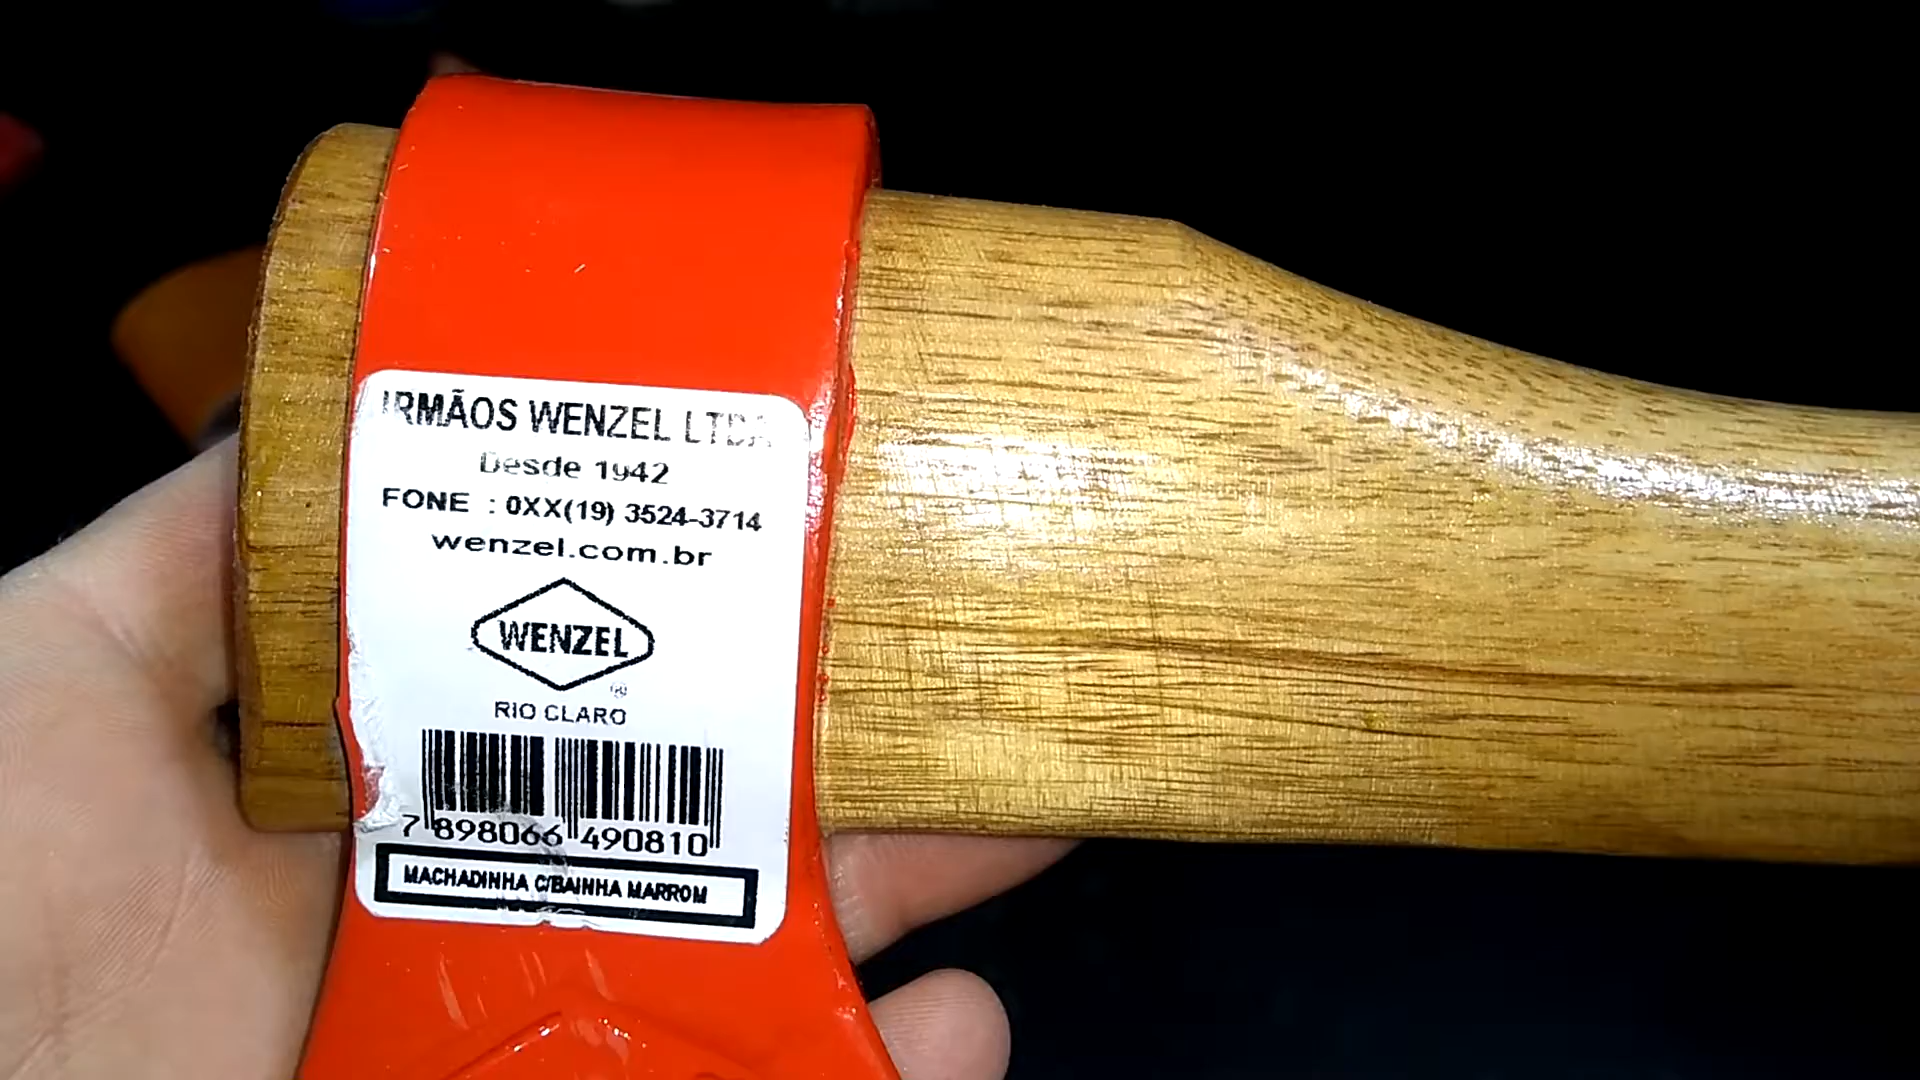 IRMÃOS WENZEL LTDA
Desde 1942
FONE : 0XX(19) 3524-3714
wenzel.com.br
WENZEL
®
RIO CLARO
7 898066 490810
MACHADINHA C/BAINHA MARROM